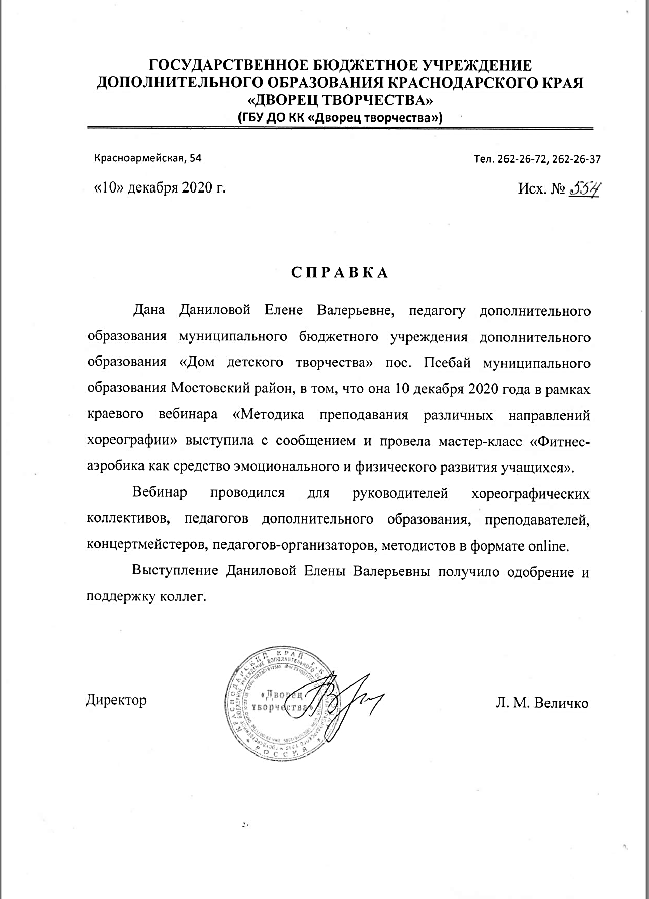 ГОСУДАРСТВЕННОЕ БЮДЖЕТНОЕ УЧРЕЖДЕНИЕ
ДОПОЛНИТЕЛЬНОГО ОБРАЗОВАНИЯ КРАСНОДАРСКОГО КРАЯ
«ДВОРЕЦ ТВОРЧЕСТВА»
(ГБУ ДО КК «Дворец творчества»)
Красноармейская, 54 Тел. 262-26-72, 262-26-37
«10» декабря 2020 г. Исх. № 554
С П Р А В К А
Дана Даниловой Елене Валерьевне, педагогу дополнительного
образования муниципального бюджетного учреждения дополнительного
образования «Дом детского творчества» пос. Псебай муниципального
образования Мостовский район, в том, что она 10 декабря 2020 года в рамках
краевого вебинара «Методика преподавания различных направлений
хореографии» выступила с сообщением и провела мастер-класс «Фитнес-
аэробика как средство эмоционального и физического развития учащихся».
Вебинар проводился для руководителей хореографических
коллективов, педагогов дополнительного образования, преподавателей,
концертмейстеров, педагогов-организаторов, методистов в формате online.
Выступление Даниловой Елены Валерьевны получило одобрение и
поддержку коллег.
Директор Л. М. Величко
КРАСНОДАРСКИЙ КРАЙ
«Дворец
творчества»
РОССИЯ